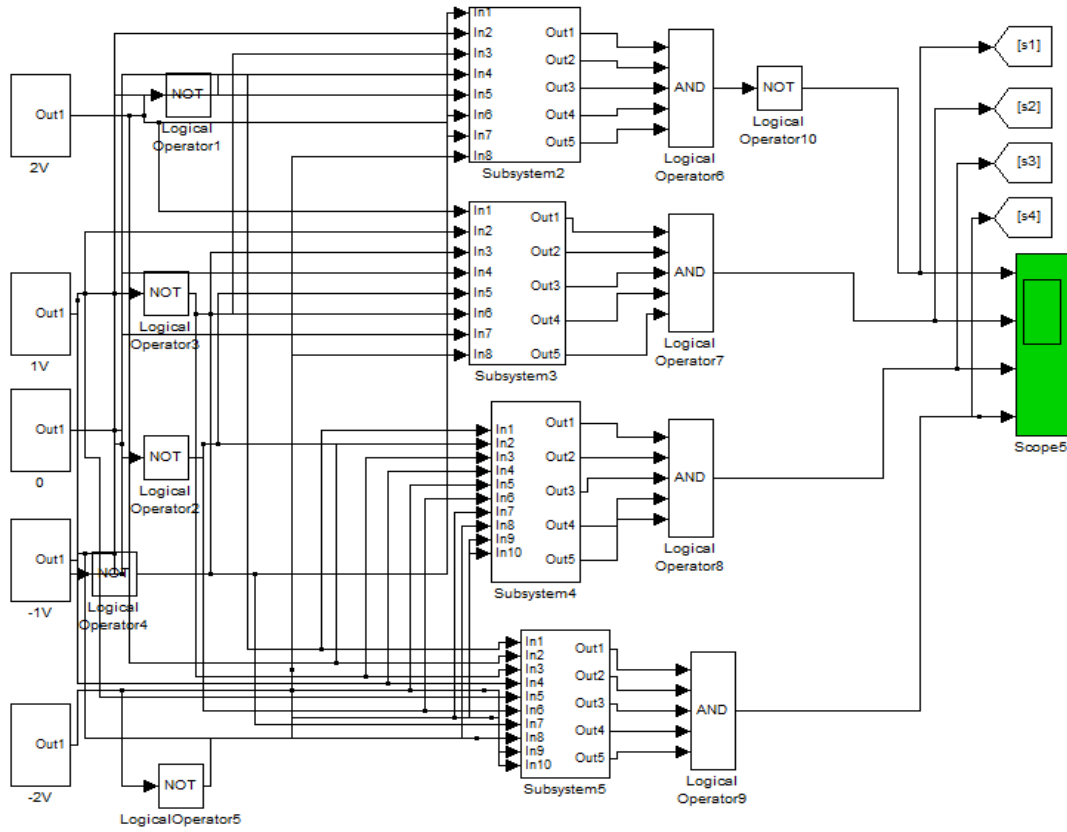 Out1
2V
Out1
1V
Out1
0
Out1
-1V
Out1
-2V
NOT
Logical
Operator1
NOT
Logical
Operator3
NOT
Logical
Operator2
NOT
Logical
Operator4
NOT
LogicalOperator5
In1
In2
In3
In4
In5
In6
In7
In8
Out1
Out2
Out3
Out4
Out5
Subsystem2
In1
In2
In3
In4
In5
In6
In7
In8
Out1
Out2
Out3
Out4
Out5
Subsystem3
In1
In2
In3
In4
In5
In6
In7
In8
In9
In10
Out1
Out2
Out3
Out4
Out5
Subsystem4
In1
In2
In3
In4
In5
In6
In7
In8
In9
In10
Out1
Out2
Out3
Out4
Out5
Subsystem5
AND
Logical
Operator6
NOT
Logical
Operator10
AND
Logical
Operator7
AND
Logical
Operator8
AND
Logical
Operator9
[s1]
[s2]
[s3]
[s4]
Scope5